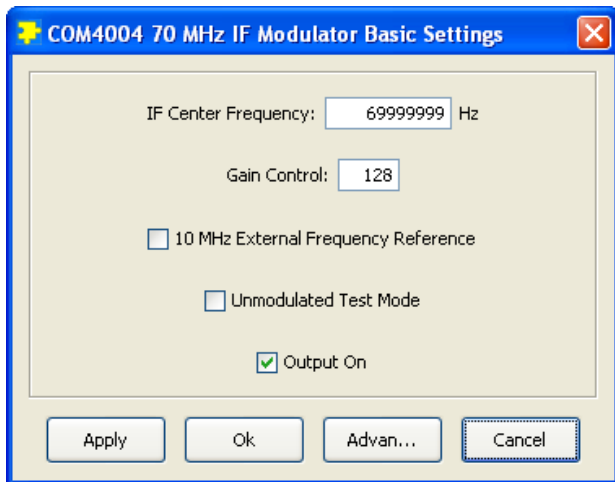 COM4004 70 MHz IF Modulator Basic Settings
IF Center Frequency: 69999999 Hz
Gain Control: 128
10 MHz External Frequency Reference
Unmodulated Test Mode
Output On
Apply Ok Advan... Cancel